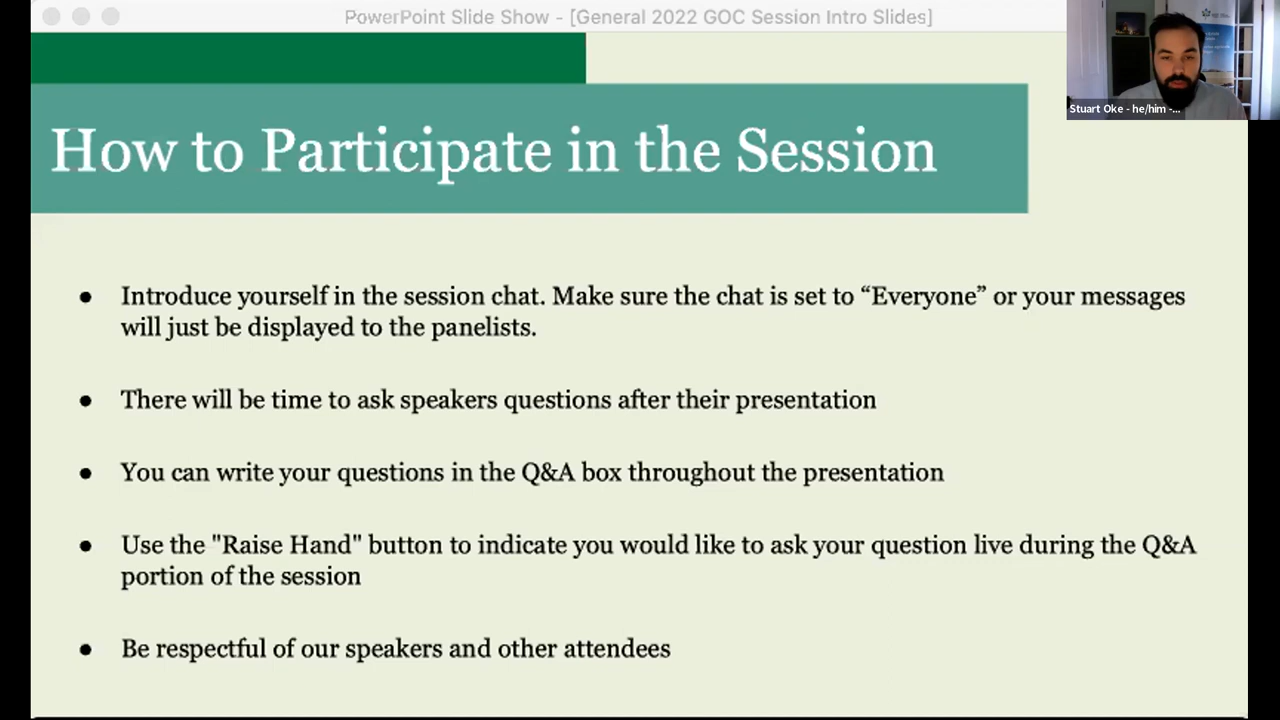 PowerPoint Slide Show - [General 2022 GOC Session Intro Slides]
Stuart Oke - he/him -...
How to Participate in the Session
● Introduce yourself in the session chat. Make sure the chat is set to “Everyone” or your messages
will just be displayed to the panelists.
● There will be time to ask speakers questions after their presentation
● You can write your questions in the Q&A box throughout the presentation
● Use the "Raise Hand" button to indicate you would like to ask your question live during the Q&A
portion of the session
● Be respectful of our speakers and other attendees